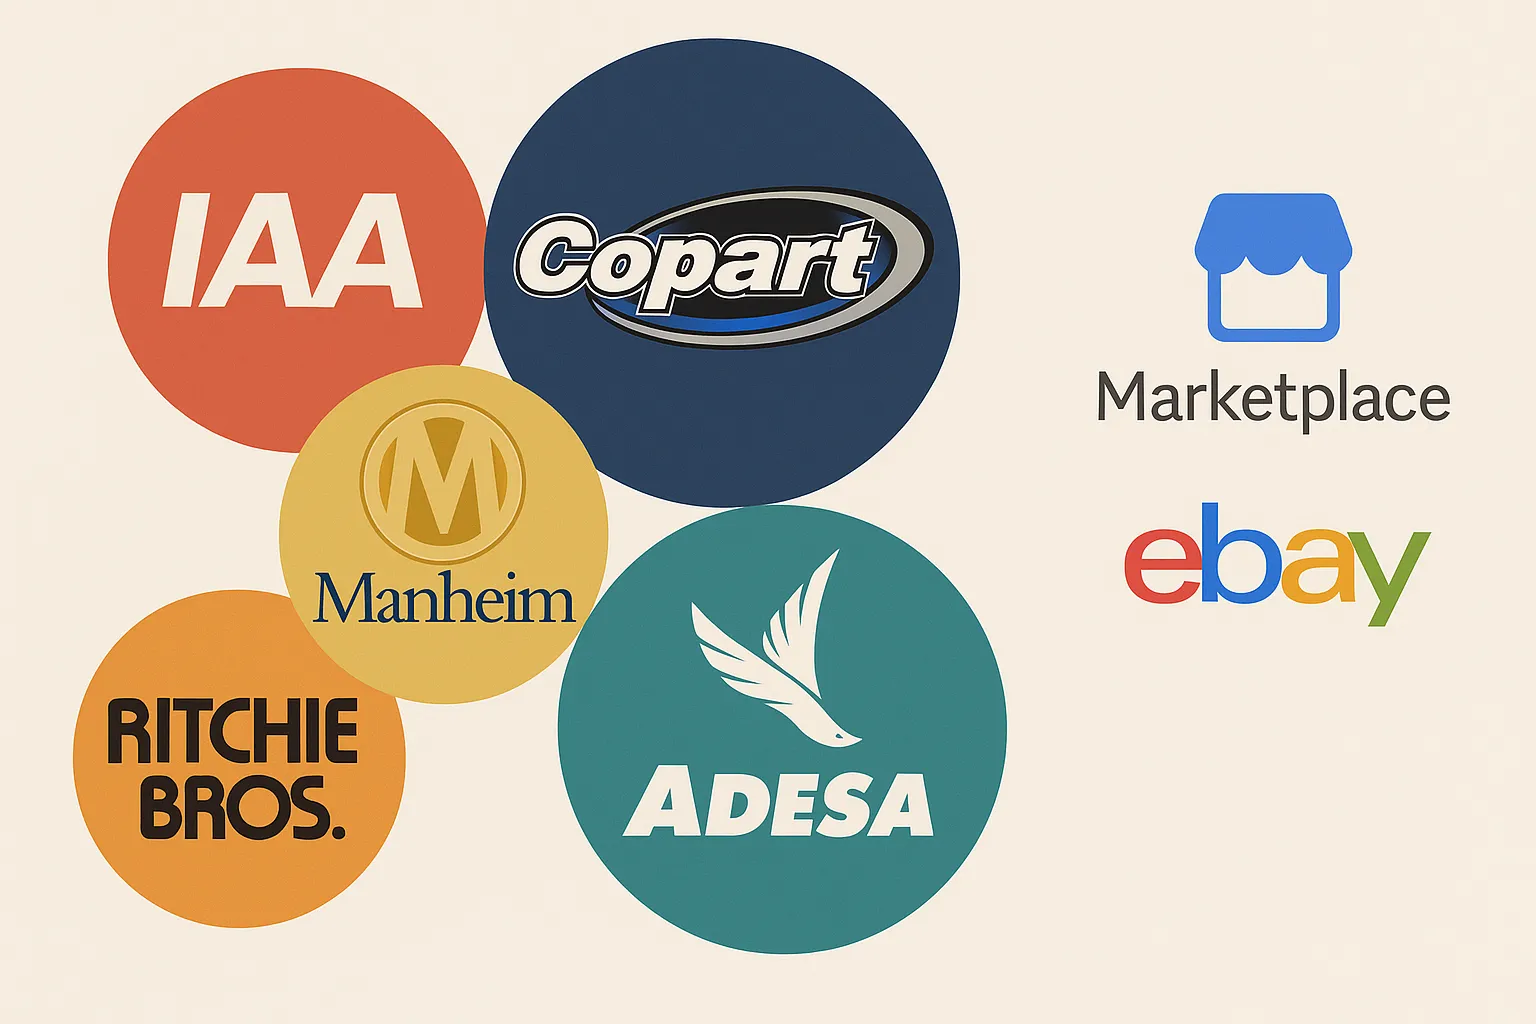 IAA
Copart
Manheim
RITCHIE
BROS.
ADESA
Marketplace
ebay